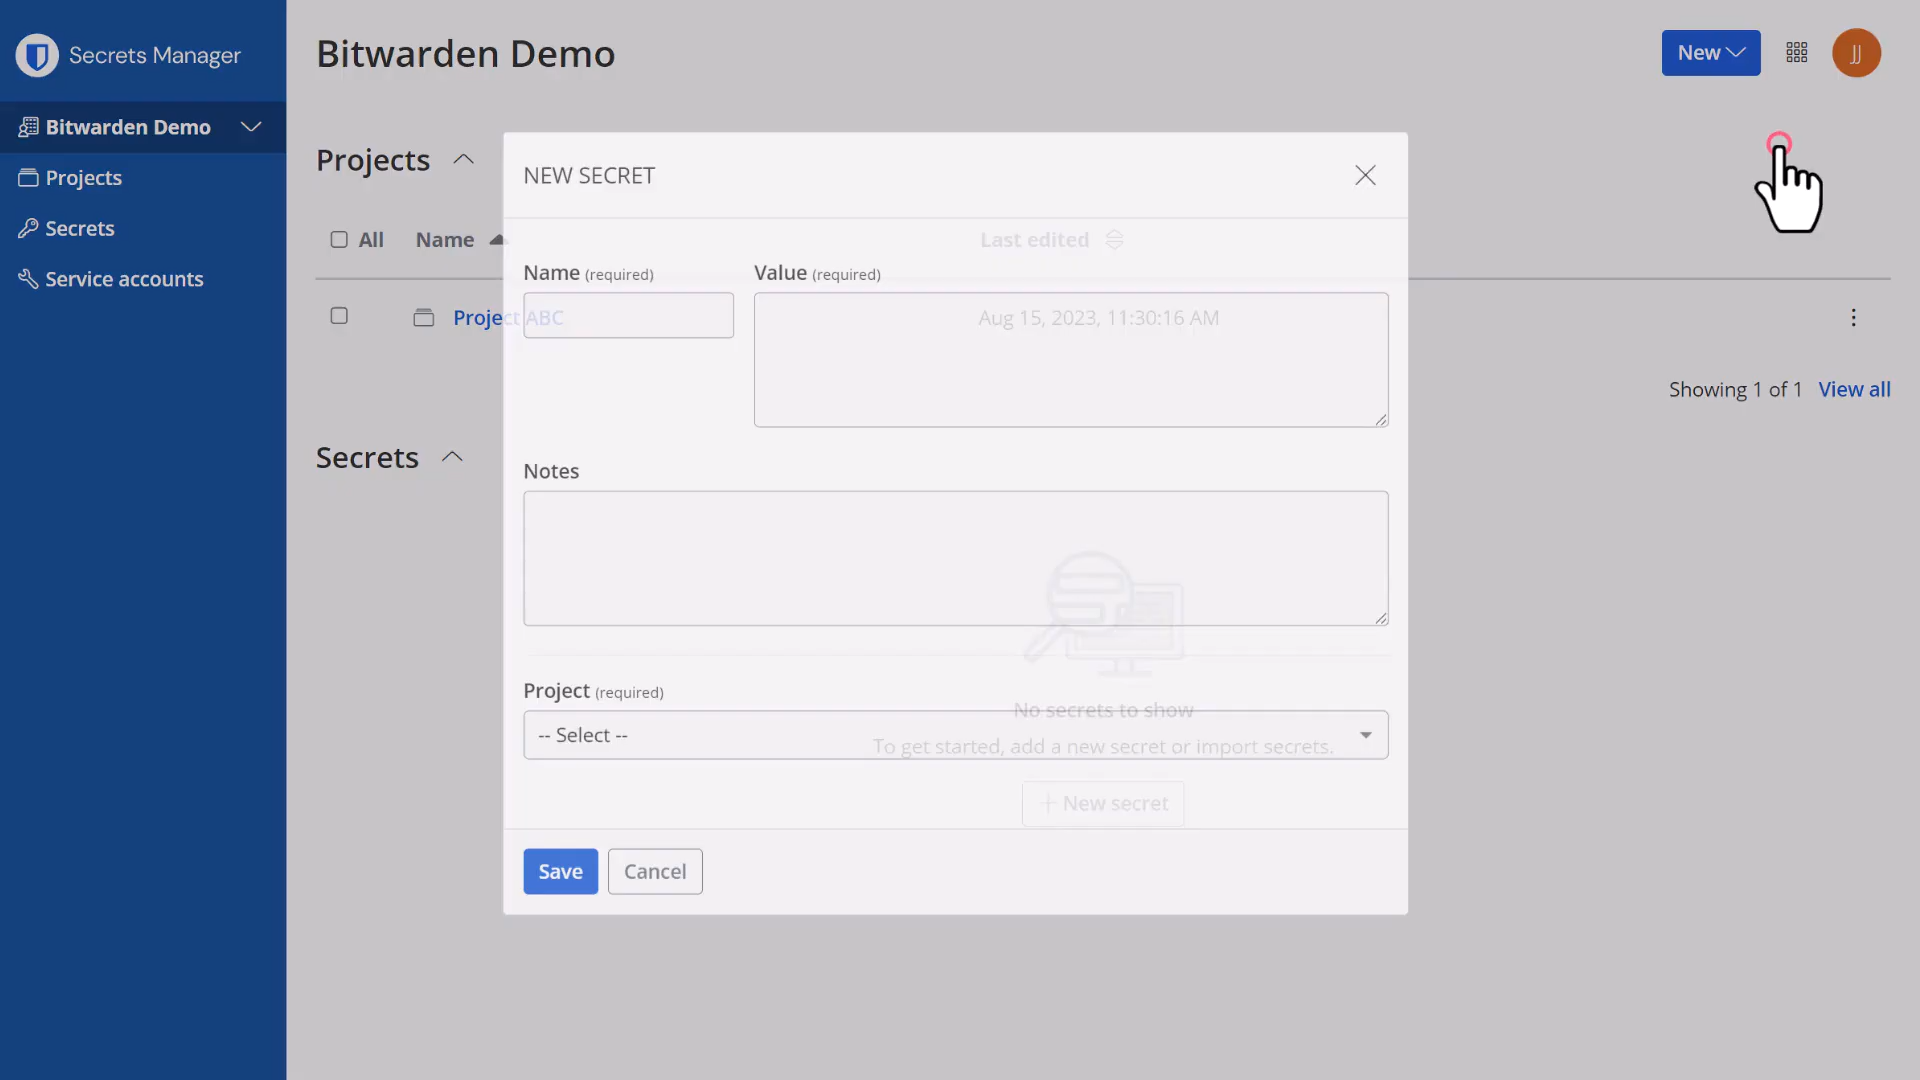 Secrets Manager
Bitwarden Demo
Projects
Secrets
Service accounts
Bitwarden Demo
New
JJ
Projects
All Name Last edited
Project ABC Aug 15, 2023, 11:30:16 AM
Showing 1 of 1 View all
Secrets
No secrets to show
To get started, add a new secret or import secrets.
+ New secret
NEW SECRET
Name (required)
Value (required)
Notes
Project (required)
-- Select --
Save Cancel